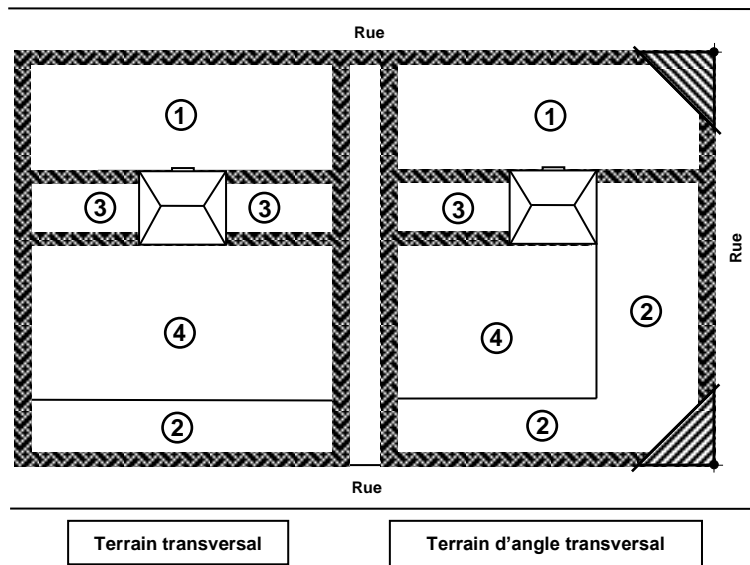 Rue
① ①
③ ③ ③
Rue
②
④ ④
② ②
Rue
Terrain transversal Terrain d'angle transversal